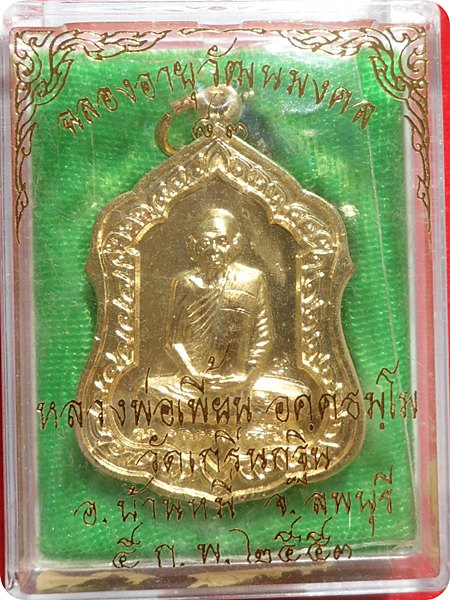 ฉลองอายุวัฒนมงคล
หลวงพ่อเพี้ยน อคฺคธมฺโม
วัดเกริ่นกฐิน
อ.บ้านหมี่ จ.ลพบุรี
๕ ก.พ. ๒๕๕๓